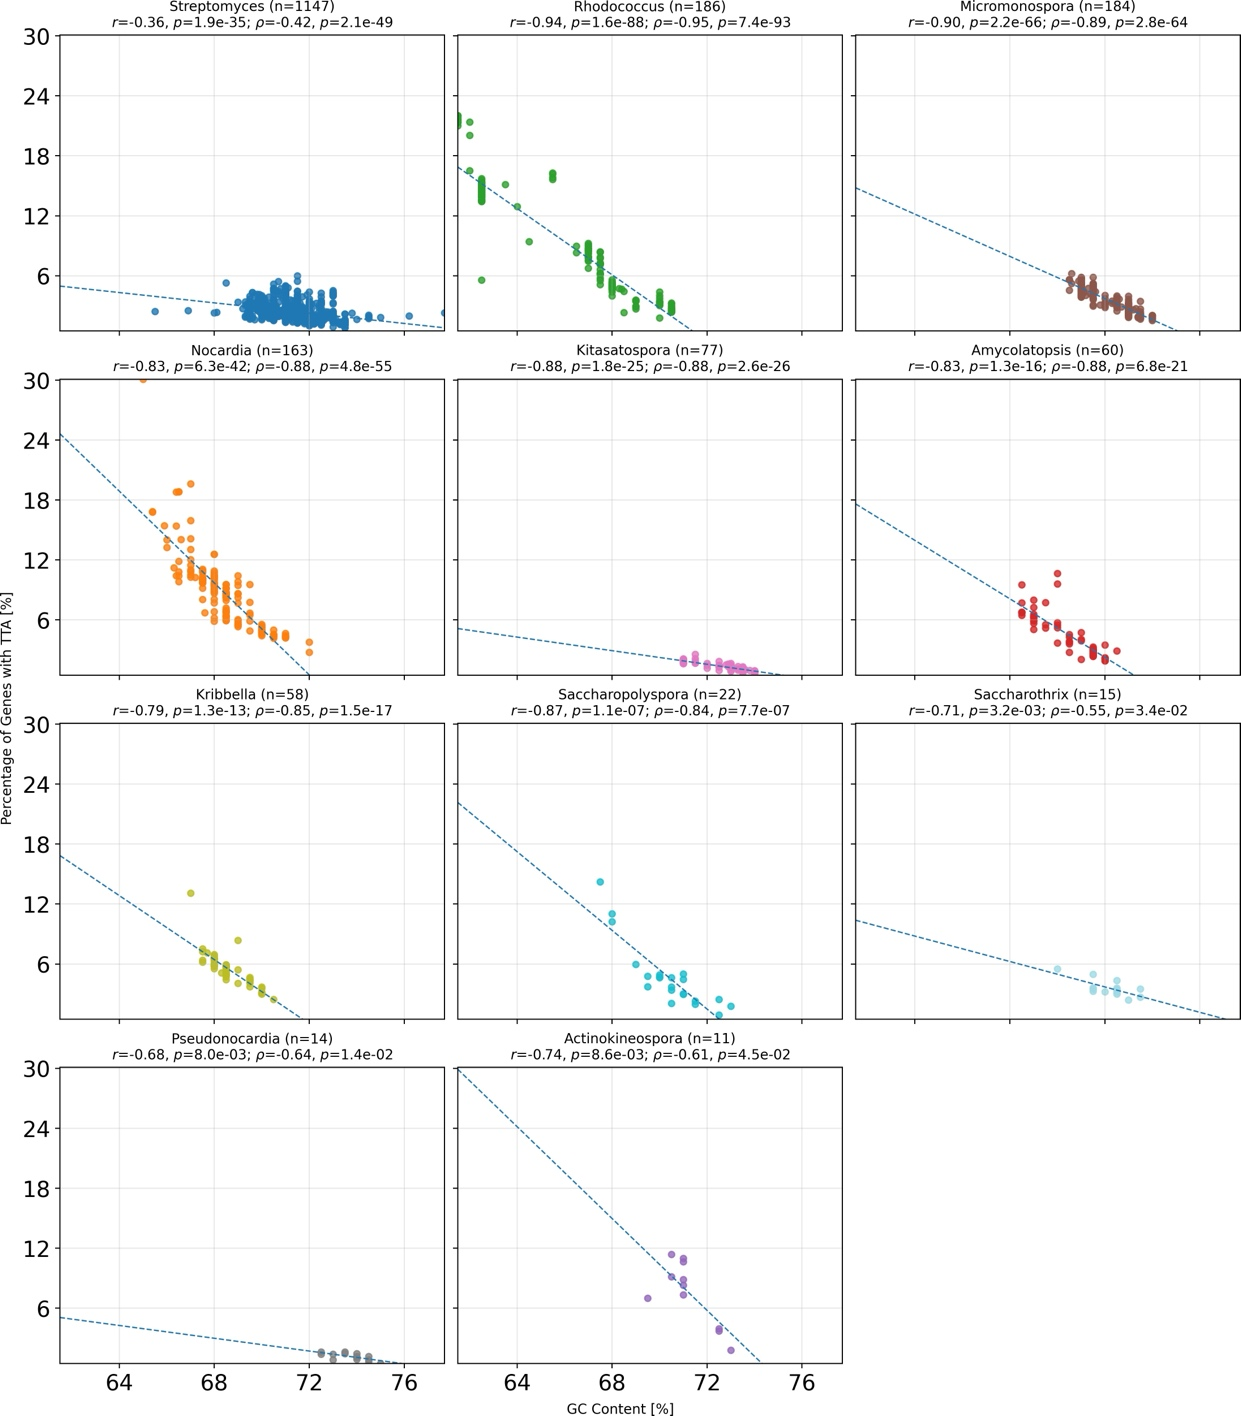 Streptomyces (n=1147)
r=-0.36, p=1.9e-35; ρ=-0.42, p=2.1e-49
Rhodococcus (n=186)
r=-0.94, p=1.6e-88; ρ=-0.95, p=7.4e-93
Micromonospora (n=184)
r=-0.90, p=2.2e-66; ρ=-0.89, p=2.8e-64
30
24
18
12
6
Nocardia (n=163)
r=-0.83, p=6.3e-42; ρ=-0.88, p=4.8e-55
Kitasatospora (n=77)
r=-0.88, p=1.8e-25; ρ=-0.88, p=2.6e-26
Amycolatopsis (n=60)
r=-0.83, p=1.3e-16; ρ=-0.88, p=6.8e-21
30
24
18
12
6
Percentage of Genes with TTA [%]
Kribbella (n=58)
r=-0.79, p=1.3e-13; ρ=-0.85, p=1.5e-17
Saccharopolyspora (n=22)
r=-0.87, p=1.1e-07; ρ=-0.84, p=7.7e-07
Saccharothrix (n=15)
r=-0.71, p=3.2e-03; ρ=-0.55, p=3.4e-02
30
24
18
12
6
Pseudonocardia (n=14)
r=-0.68, p=8.0e-03; ρ=-0.64, p=1.4e-02
Actinokineospora (n=11)
r=-0.74, p=8.6e-03; ρ=-0.61, p=4.5e-02
30
24
18
12
6
64 68 72 76
64 68 72 76
GC Content [%]